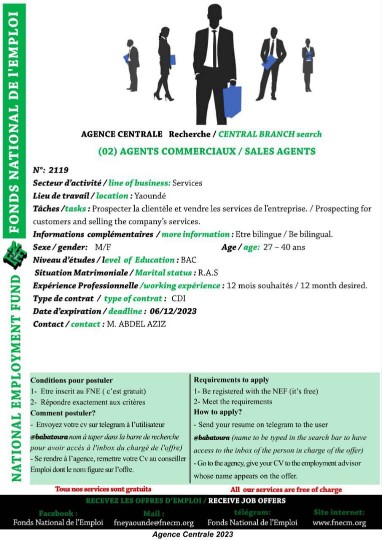 FONDS NATIONAL DE L'EMPLOI
NATIONAL EMPLOYMENT FUND
AGENCE CENTRALE Recherche / CENTRAL BRANCH search
(02) AGENTS COMMERCIAUX / SALES AGENTS
N°: 2119
Secteur d'activité / line of business: Services
Lieu de travail / location : Yaoundé
Tâches /tasks : Prospecter la clientèle et vendre les services de l'entreprise. / Prospecting for
customers and selling the company's services.
Informations complémentaires / more information : Etre bilingue / Be bilingual.
Sexe / gender: M/F Age / age: 27 – 40 ans
Niveau d'études / level of Education : BAC
Situation Matrimoniale / Marital status : R.A.S
Expérience Professionnelle /working expérience : 12 mois souhaités / 12 month desired.
Type de contrat / type of contrat : CDI
Date d'expiration / deadline : 06/12/2023
Contact / contact : M. ABDEL AZIZ
Conditions pour postuler
1- Etre inscrit au FNE ( c'est gratuit)
2- Répondre exactement aux critères
Comment postuler?
- Envoyez votre cv sur telegram à l'utilisateur
@babatoura nom à taper dans la barre de recherche
pour avoir accès à l'inbox du chargé de l'offre)
- Se rendre à l'agence, remettre votre Cv au conseiller
Emploi dont le nom figure sur l'offre.
Requirements to apply
1- Be registered with the NEF (it's free)
2- Meet the requirements
How to apply?
- Send your resume on telegram to the user
@babatoura (name to be typed in the search bar to have
access to the inbox of the person in charge of the offer)
- Go to the agency, give your CV to the employment advisor
whose name appears on the offer.
Tous nos services sont gratuits
All our services are free of charge
RECEVEZ LES OFFRES D'EMPLOI / RECEIVE JOB OFFERS
Facebook : Mail : télégram: Site internet:
Fonds National de l'Emploi fneyaounde@fnecm.org Fonds National de l'Emploi www.fnecm.org
Agence Centrale 2023